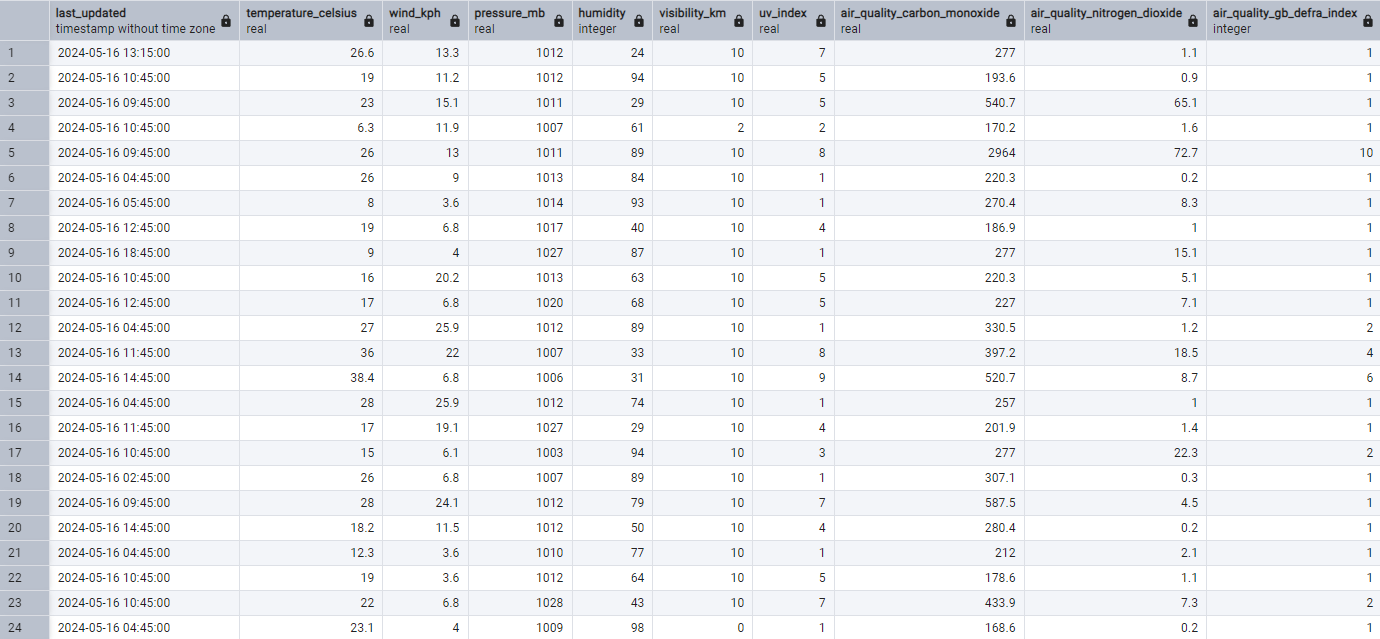 last_updated temperature_celsius wind_kph pressure_mb humidity visibility_km uv_index air_quality_carbon_monoxide air_quality_nitrogen_dioxide air_quality_gb_defra_index
timestamp without time zone real real real integer real real real real integer
1 2024-05-16 13:15:00 26.6 13.3 1012 24 10 7 277 1.1 1
2 2024-05-16 10:45:00 19 11.2 1012 94 10 5 193.6 0.9 1
3 2024-05-16 09:45:00 23 15.1 1011 29 10 5 540.7 65.1 1
4 2024-05-16 10:45:00 6.3 11.9 1007 61 2 2 170.2 1.6 1
5 2024-05-16 09:45:00 26 13 1011 89 10 8 2964 72.7 10
6 2024-05-16 04:45:00 26 9 1013 84 10 1 220.3 0.2 1
7 2024-05-16 05:45:00 8 3.6 1014 93 10 1 270.4 8.3 1
8 2024-05-16 12:45:00 19 6.8 1017 40 10 4 186.9 1 1
9 2024-05-16 18:45:00 9 4 1027 87 10 1 277 15.1 1
10 2024-05-16 10:45:00 16 20.2 1013 63 10 5 220.3 5.1 1
11 2024-05-16 12:45:00 17 6.8 1020 68 10 5 227 7.1 1
12 2024-05-16 04:45:00 27 25.9 1012 89 10 1 330.5 1.2 2
13 2024-05-16 11:45:00 36 22 1007 33 10 8 397.2 18.5 4
14 2024-05-16 14:45:00 38.4 6.8 1006 31 10 9 520.7 8.7 6
15 2024-05-16 04:45:00 28 25.9 1012 74 10 1 257 1 1
16 2024-05-16 11:45:00 17 19.1 1027 29 10 4 201.9 1.4 1
17 2024-05-16 10:45:00 15 6.1 1003 94 10 3 277 22.3 2
18 2024-05-16 02:45:00 26 6.8 1007 89 10 1 307.1 0.3 1
19 2024-05-16 09:45:00 28 24.1 1012 79 10 7 587.5 4.5 1
20 2024-05-16 14:45:00 18.2 11.5 1012 50 10 4 280.4 0.2 1
21 2024-05-16 04:45:00 12.3 3.6 1010 77 10 1 212 2.1 1
22 2024-05-16 10:45:00 19 3.6 1012 64 10 5 178.6 1.1 1
23 2024-05-16 10:45:00 22 6.8 1028 43 10 7 433.9 7.3 2
24 2024-05-16 04:45:00 23.1 4 1009 98 0 1 168.6 0.2 1